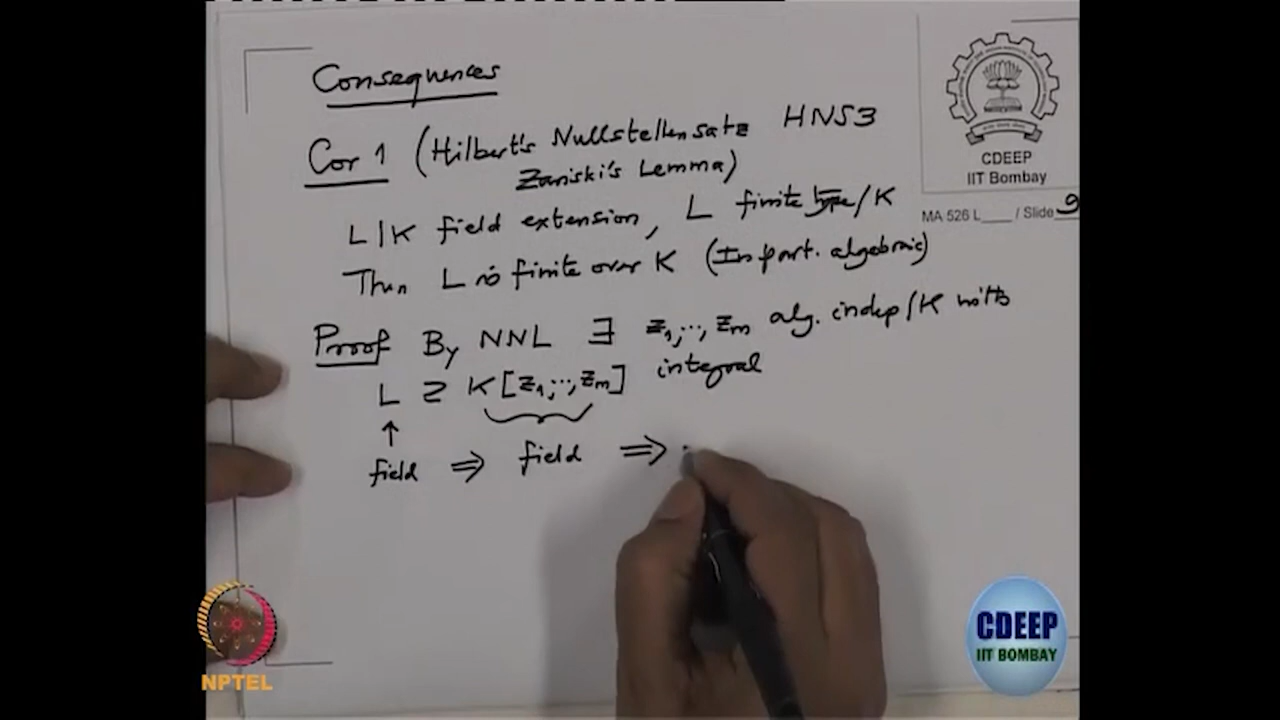 Consequences
Cor 1 (Hilbert's Nullstellensatz HNS3
Zariski's Lemma)
L|K field extension, L finite type/K
Then L is finite over K (In part. algebraic)
Proof By NNL ∃ z₁,…,zₘ alg. indep/K with
L ⊇ K[z₁,…,zₘ] integral
↑
field ⇒ field ⇒
CDEEP
IIT Bombay
MA 526 L___ / Slide 9
NPTEL
CDEEP
IIT BOMBAY